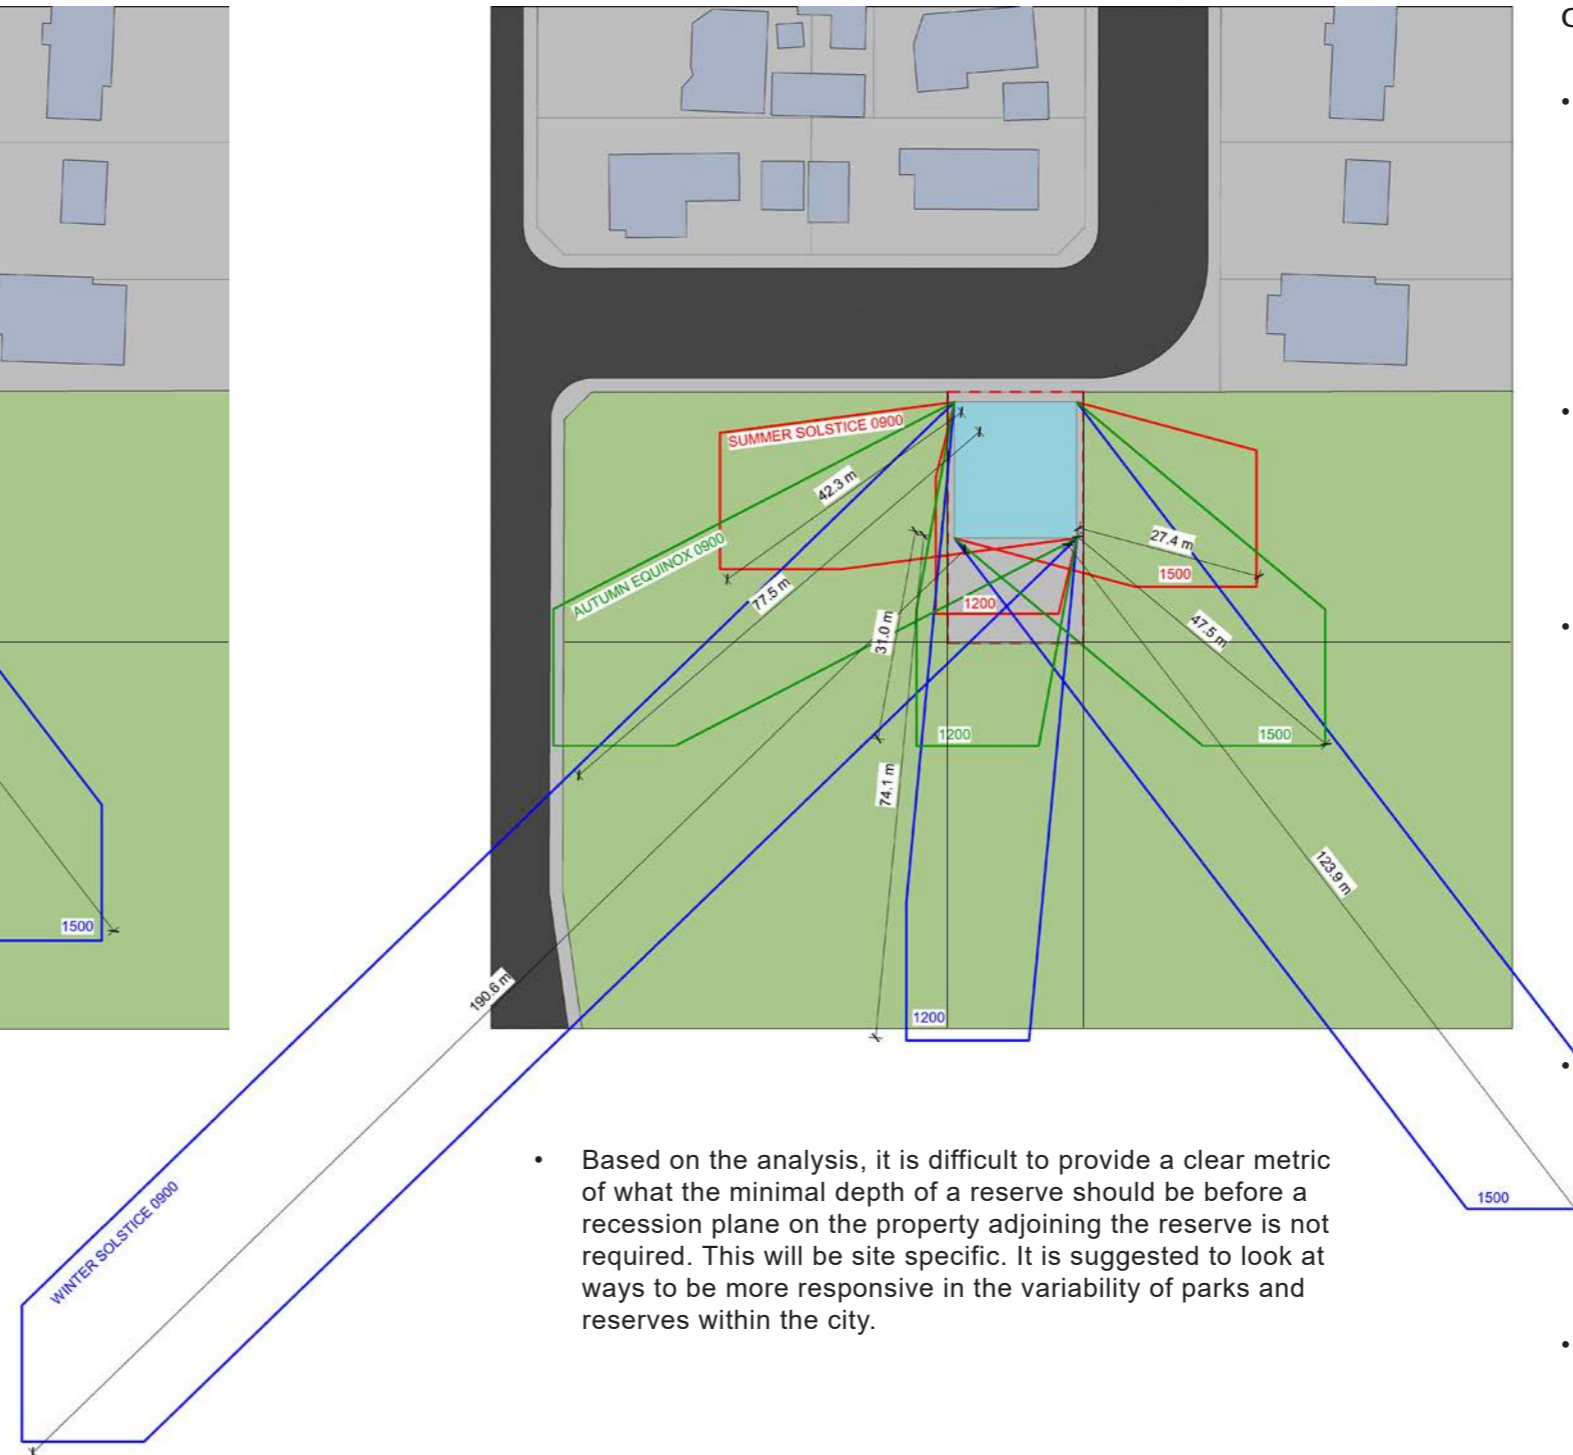 SUMMER SOLSTICE 0900
42.3 m
AUTUMN EQUINOX 0900
77.5 m
27.4 m
1500
1200
31.0 m
47.5 m
1200
1500
74.1 m
123.9 m
1500
190.6 m
1200
WINTER SOLSTICE 0900
1500
• Based on the analysis, it is difficult to provide a clear metric
of what the minimal depth of a reserve should be before a
recession plane on the property adjoining the reserve is not
required. This will be site specific. It is suggested to look at
ways to be more responsive in the variability of parks and
reserves within the city.